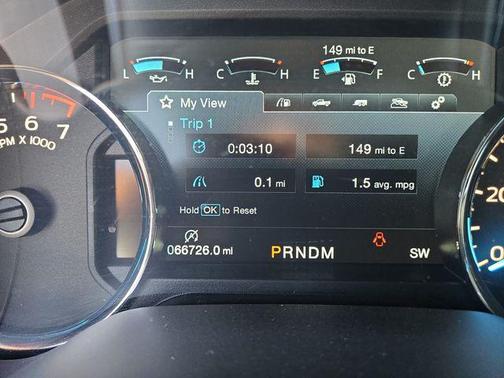 149 mi to E
L H C H E F C H
My View
Trip 1
0:03:10 149 mi to E
0.1 mi 1.5 avg. mpg
Hold OK to Reset
5 6 7
PM X 1000
066726.0 mi PRNDM SW
20
0